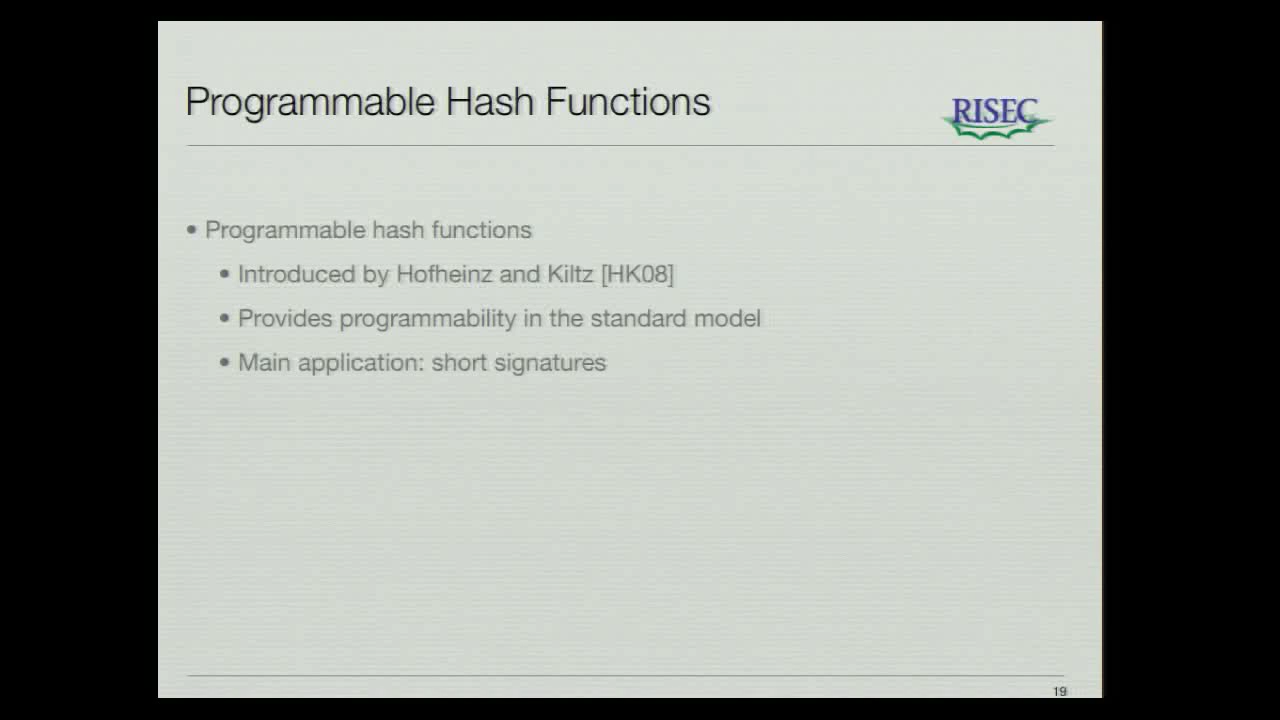 Programmable Hash Functions
RISEC
• Programmable hash functions
• Introduced by Hofheinz and Kiltz [HK08]
• Provides programmability in the standard model
• Main application: short signatures
19